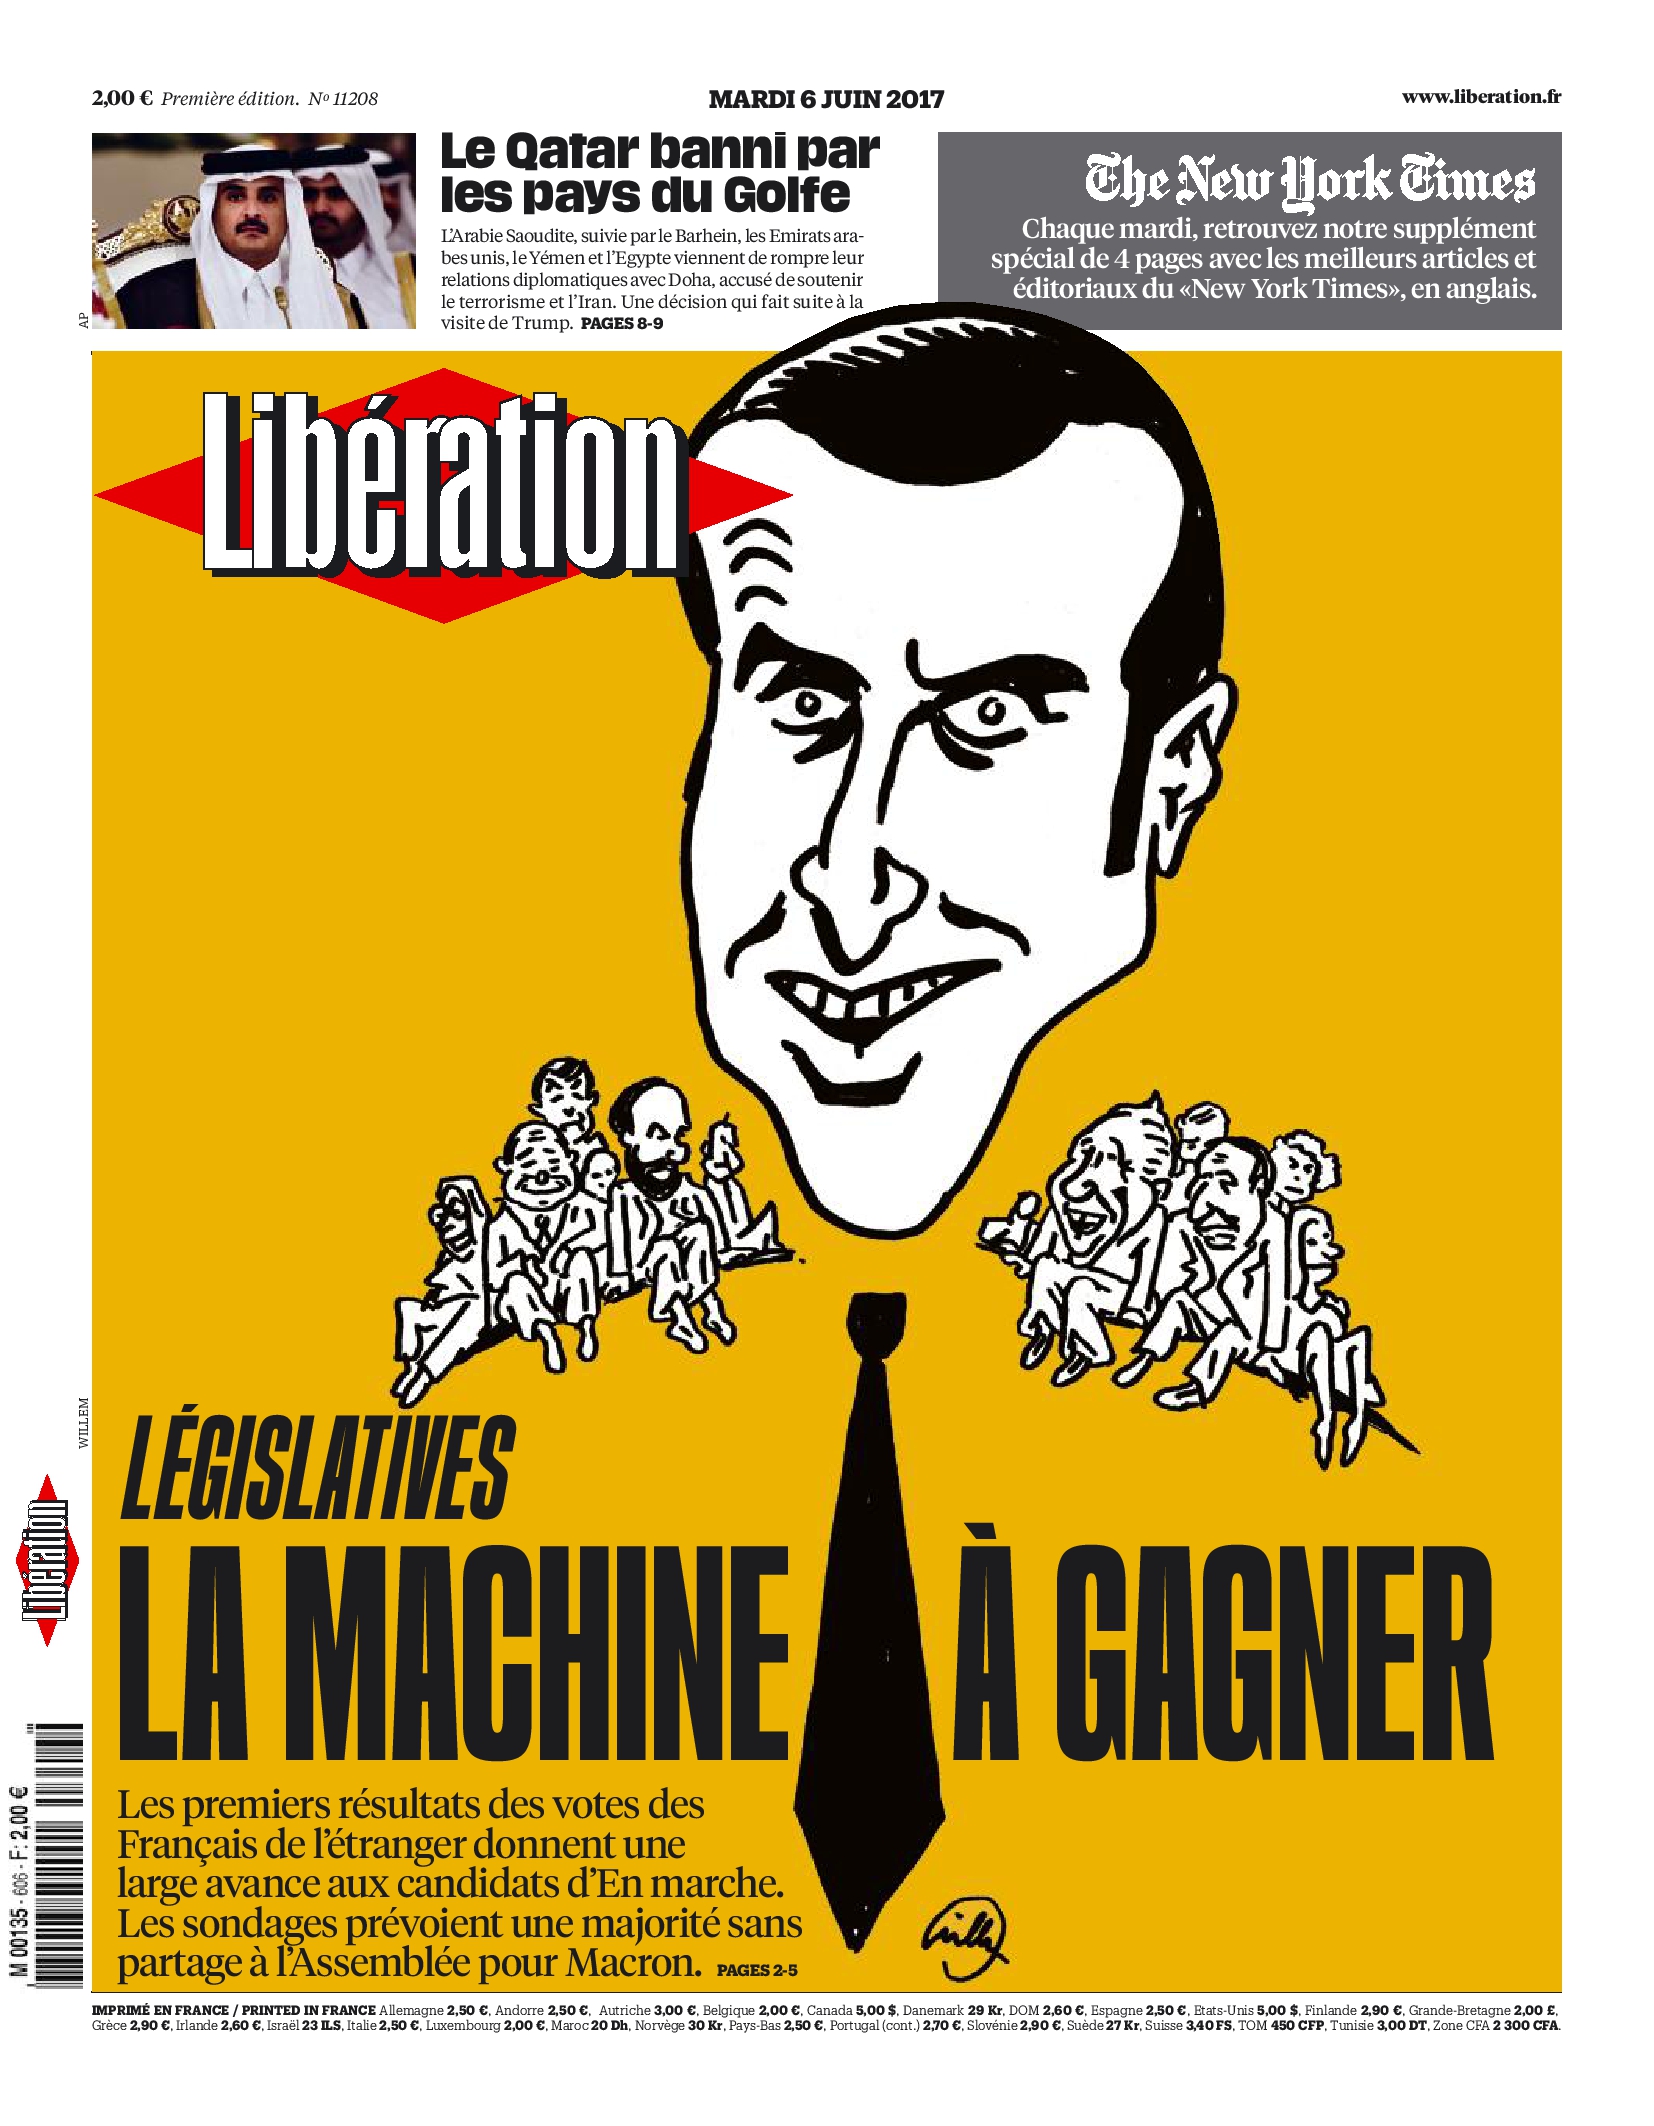 2,00 € Première édition. No 11208
MARDI 6 JUIN 2017
www.liberation.fr
AP
Le Qatar banni par
les pays du Golfe
L’Arabie Saoudite, suivie par le Barhein, les Emirats ara-
bes unis, le Yémen et l’Egypte viennent de rompre leur
relations diplomatiques avec Doha, accusé de soutenir
le terrorisme et l’Iran. Une décision qui fait suite à la
visite de Trump. PAGES 8-9
The New York Times
Chaque mardi, retrouvez notre supplément
spécial de 4 pages avec les meilleurs articles et
éditoriaux du «New York Times», en anglais.
Libération
WILLEM
LÉGISLATIVES
LA MACHINE À GAGNER
Les premiers résultats des votes des
Français de l’étranger donnent une
large avance aux candidats d’En marche.
Les sondages prévoient une majorité sans
partage à l’Assemblée pour Macron. PAGES 2-5
Willem
Libération
M 00135 - 606 - F: 2,00 €
IMPRIMÉ EN FRANCE / PRINTED IN FRANCE Allemagne 2,50 €, Andorre 2,50 €, Autriche 3,00 €, Belgique 2,00 €, Canada 5,00 $, Danemark 29 Kr, DOM 2,60 €, Espagne 2,50 €, Etats-Unis 5,00 $, Finlande 2,90 €, Grande-Bretagne 2,00 £,
Grèce 2,90 €, Irlande 2,60 €, Israël 23 ILS, Italie 2,50 €, Luxembourg 2,00 €, Maroc 20 Dh, Norvège 30 Kr, Pays-Bas 2,50 €, Portugal (cont.) 2,70 €, Slovénie 2,90 €, Suède 27 Kr, Suisse 3,40 FS, TOM 450 CFP, Tunisie 3,00 DT, Zone CFA 2 300 CFA.